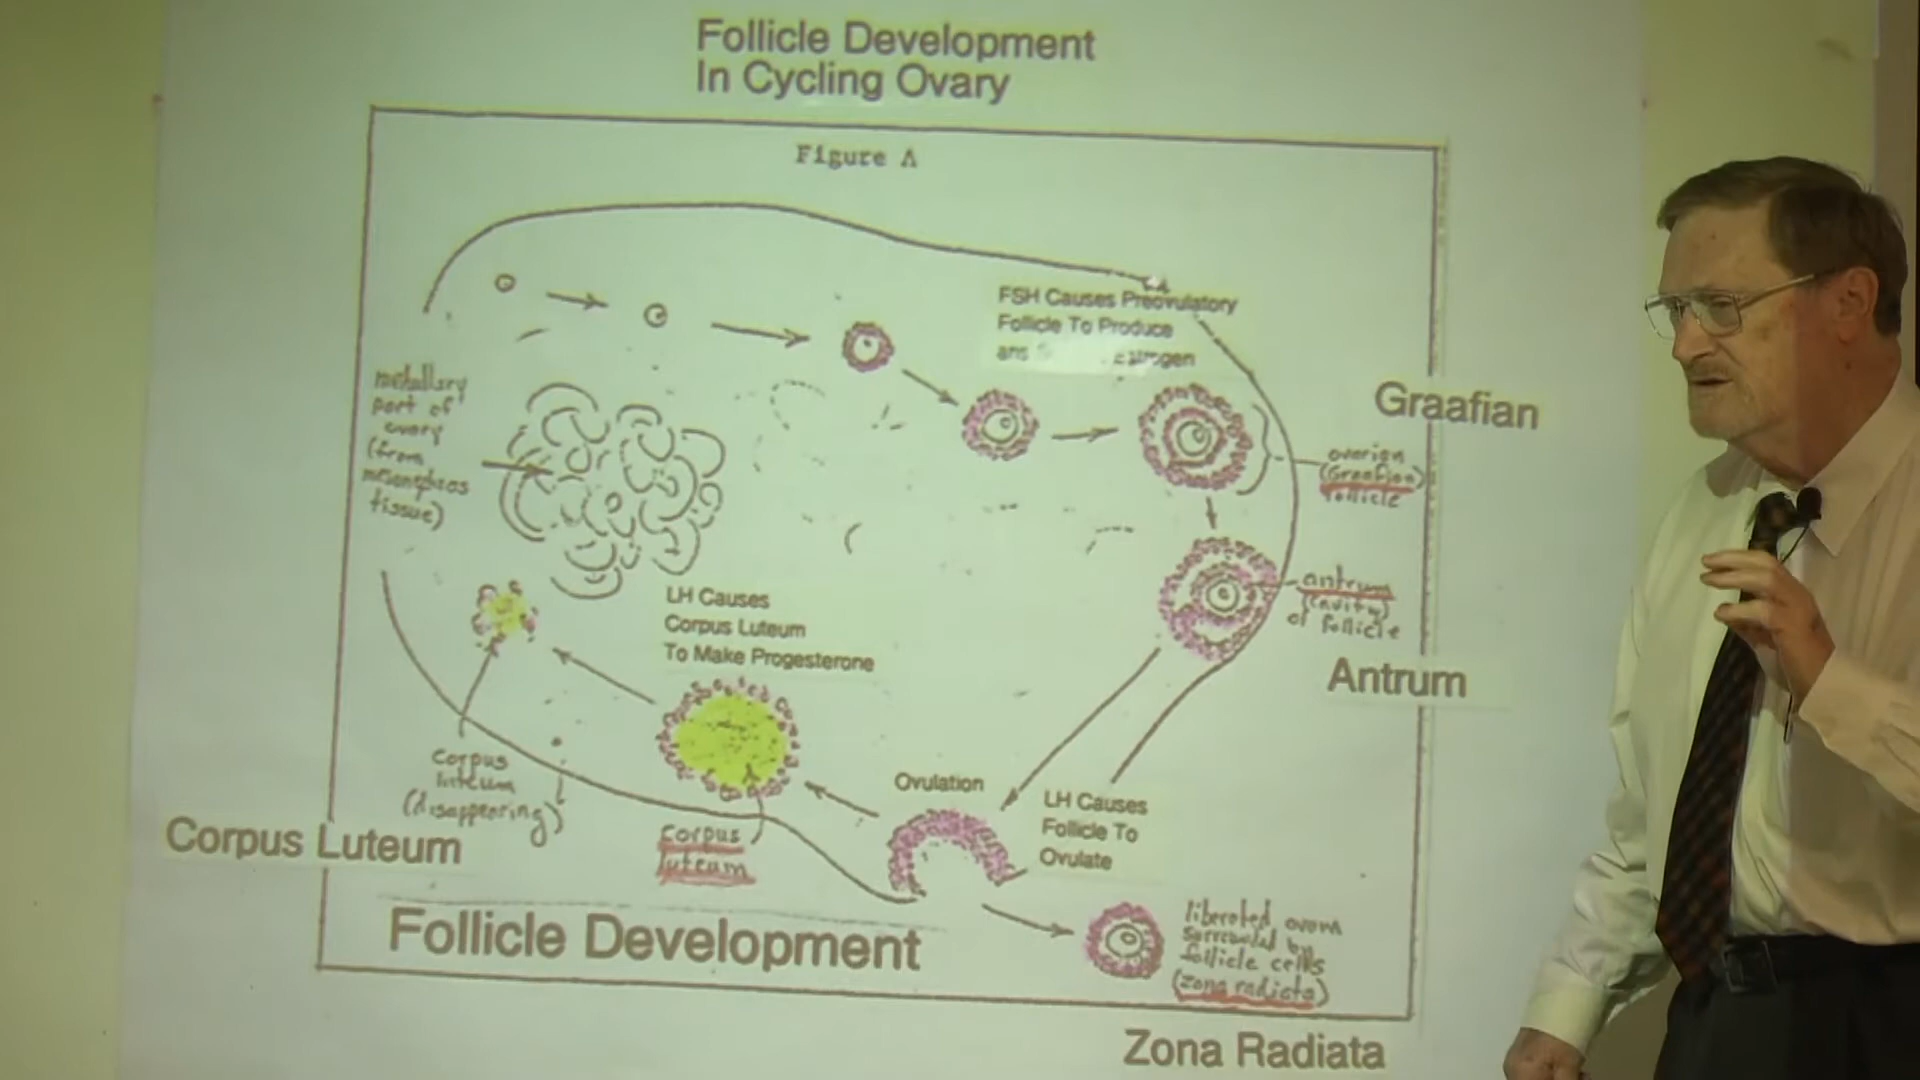 Follicle Development
In Cycling Ovary
Figure A
FSH Causes Preovulatory
Follicle To Produce
Graafian
medullary
part of
ovary
(from
mesonephros
tissue)
ovarian
(Graafian)
follicle
antrum
(cavity)
of follicle
Antrum
LH Causes
Corpus Luteum
To Make Progesterone
corpus
luteum
(disappearing)
Corpus Luteum
Ovulation
LH Causes
Follicle To
Ovulate
corpus
luteum
Follicle Development
liberated ovum
by
follicle cells
(zona radiata)
Zona Radiata